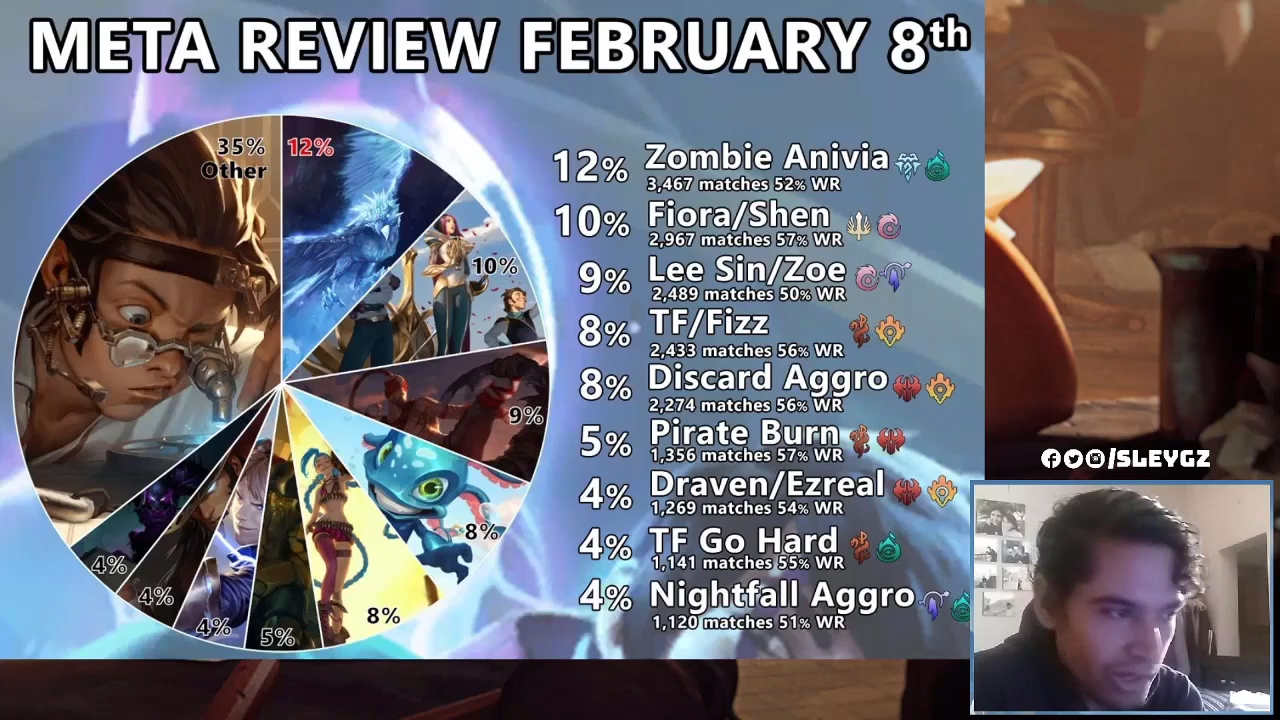 META REVIEW FEBRUARY 8th
35%
Other
12%
10%
9%
8%
8%
5%
4%
4%
4%
12% Zombie Anivia
3,467 matches 52% WR
10% Fiora/Shen
2,967 matches 57% WR
9% Lee Sin/Zoe
2,489 matches 50% WR
8% TF/Fizz
2,433 matches 56% WR
8% Discard Aggro
2,274 matches 56% WR
5% Pirate Burn
1,356 matches 57% WR
4% Draven/Ezreal
1,269 matches 54% WR
4% TF Go Hard
1,141 matches 55% WR
4% Nightfall Aggro
1,120 matches 51% WR
/SLEYGZ